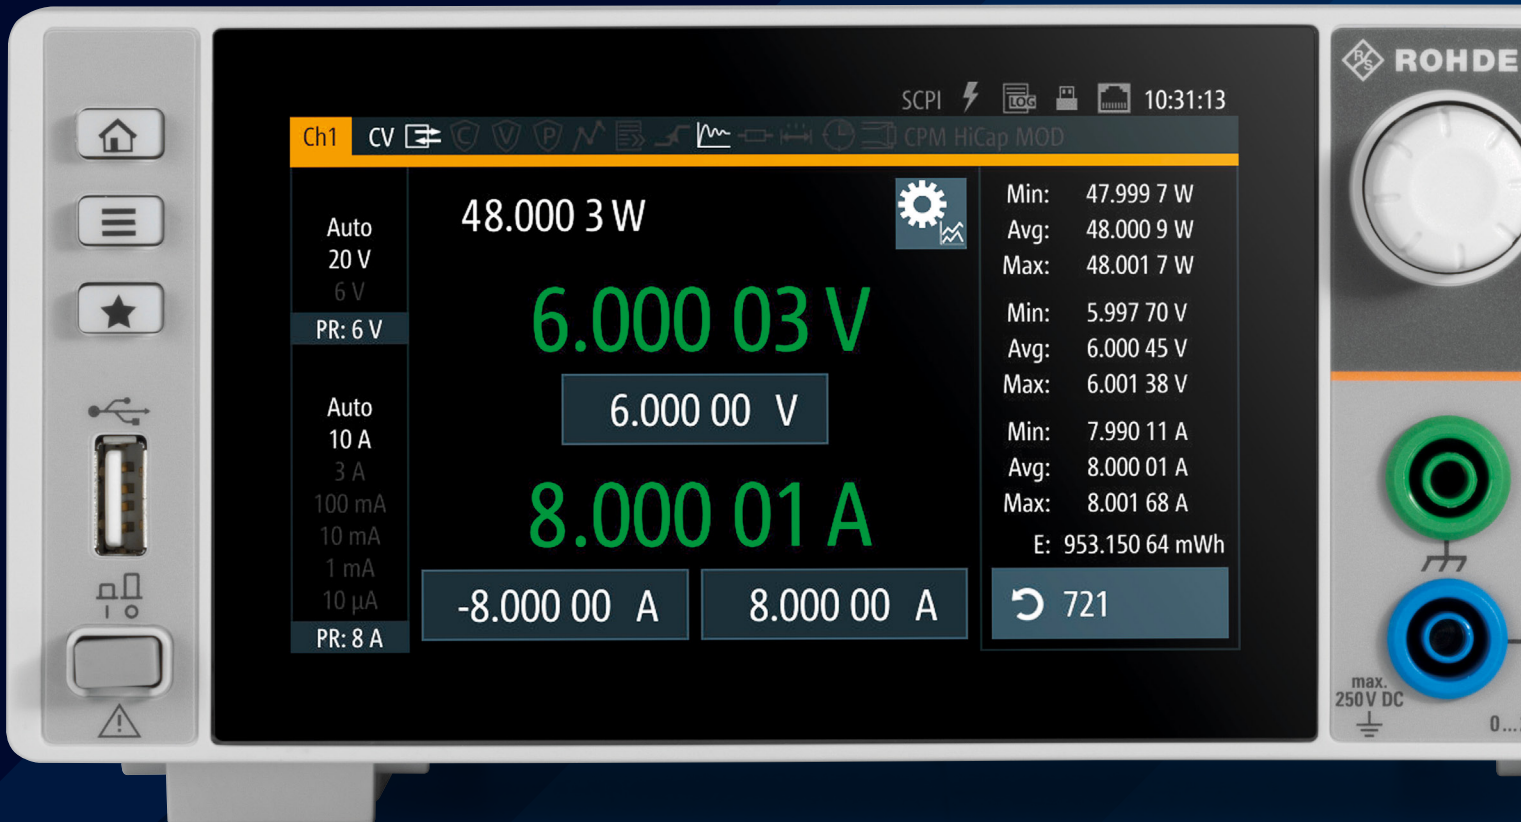 ROHDE
SCPI LOG 10:31:13
Ch1 CV C V P CPM HiCap MOD
Auto
20 V
6 V
PR: 6 V
Auto
10 A
3 A
100 mA
10 mA
1 mA
10 µA
PR: 8 A
48.000 3 W
6.000 03 V
6.000 00 V
8.000 01 A
-8.000 00 A 8.000 00 A
Min: 47.999 7 W
Avg: 48.000 9 W
Max: 48.001 7 W
Min: 5.997 70 V
Avg: 6.000 45 V
Max: 6.001 38 V
Min: 7.990 11 A
Avg: 8.000 01 A
Max: 8.001 68 A
E: 953.150 64 mWh
721
max.
250 V DC
0...